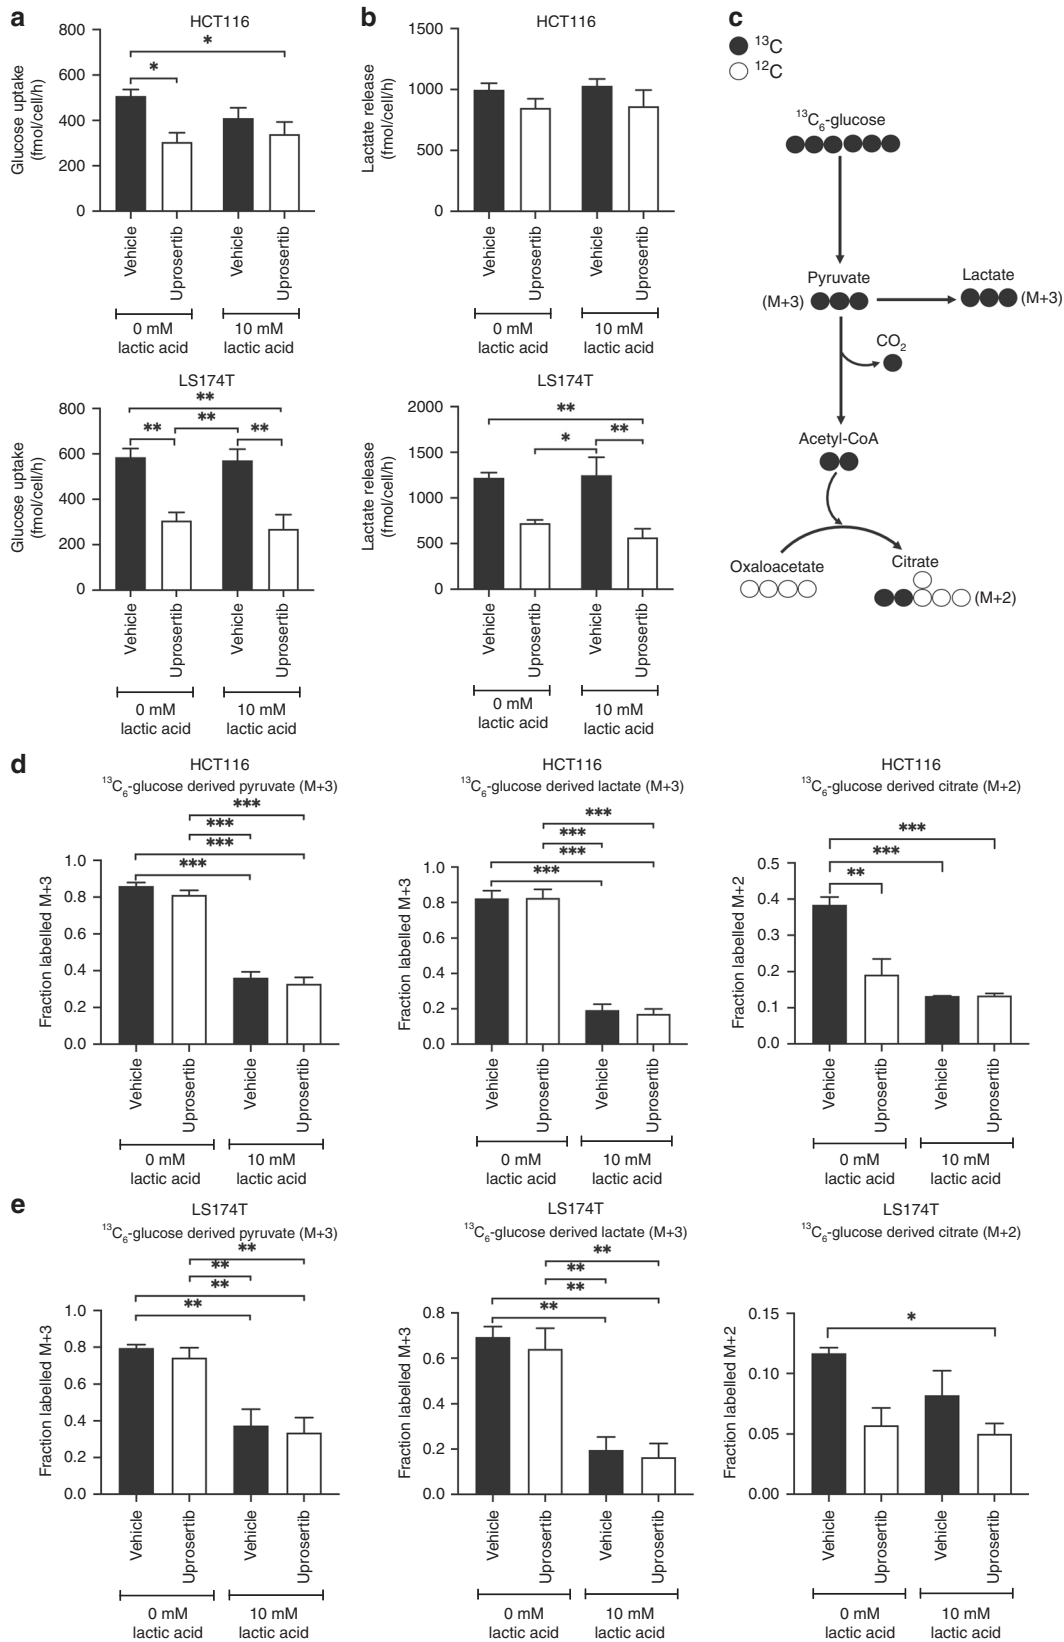 a
HCT116
Glucose uptake
(fmol/cell/h)
800
600
400
200
0
*
*
Vehicle
Uprosertib
Vehicle
Uprosertib
0 mM
lactic acid
10 mM
lactic acid
LS174T
Glucose uptake
(fmol/cell/h)
800
600
400
200
0
**
**
**
**
Vehicle
Uprosertib
Vehicle
Uprosertib
0 mM
lactic acid
10 mM
lactic acid
b
HCT116
Lactate release
(fmol/cell/h)
1500
1000
500
0
Vehicle
Uprosertib
Vehicle
Uprosertib
0 mM
lactic acid
10 mM
lactic acid
LS174T
Lactate release
(fmol/cell/h)
2000
1500
1000
500
0
**
*
**
Vehicle
Uprosertib
Vehicle
Uprosertib
0 mM
lactic acid
10 mM
lactic acid
c
¹³C
¹²C
¹³C₆-glucose
Pyruvate
(M+3)
Lactate
(M+3)
CO₂
Acetyl-CoA
Oxaloacetate
Citrate
(M+2)
d
HCT116
¹³C₆-glucose derived pyruvate (M+3)
Fraction labelled M+3
1.0
0.8
0.6
0.4
0.2
0.0
***
***
***
***
Vehicle
Uprosertib
Vehicle
Uprosertib
0 mM
lactic acid
10 mM
lactic acid
HCT116
¹³C₆-glucose derived lactate (M+3)
Fraction labelled M+3
1.0
0.8
0.6
0.4
0.2
0.0
***
***
***
***
Vehicle
Uprosertib
Vehicle
Uprosertib
0 mM
lactic acid
10 mM
lactic acid
HCT116
¹³C₆-glucose derived citrate (M+2)
Fraction labelled M+2
0.5
0.4
0.3
0.2
0.1
0.0
***
***
**
Vehicle
Uprosertib
Vehicle
Uprosertib
0 mM
lactic acid
10 mM
lactic acid
e
LS174T
¹³C₆-glucose derived pyruvate (M+3)
Fraction labelled M+3
1.0
0.8
0.6
0.4
0.2
0.0
**
**
**
**
Vehicle
Uprosertib
Vehicle
Uprosertib
0 mM
lactic acid
10 mM
lactic acid
LS174T
¹³C₆-glucose derived lactate (M+3)
Fraction labelled M+3
0.8
0.6
0.4
0.2
0.0
**
**
**
**
Vehicle
Uprosertib
Vehicle
Uprosertib
0 mM
lactic acid
10 mM
lactic acid
LS174T
¹³C₆-glucose derived citrate (M+2)
Fraction labelled M+2
0.15
0.10
0.05
0.00
*
Vehicle
Uprosertib
Vehicle
Uprosertib
0 mM
lactic acid
10 mM
lactic acid